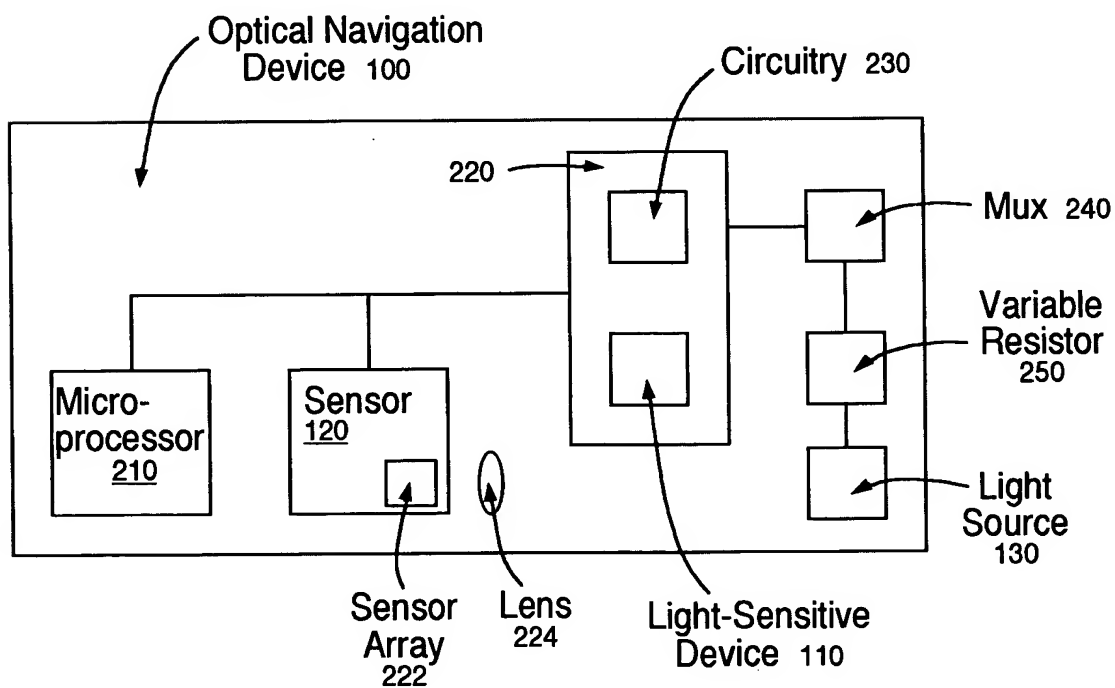 Optical Navigation
Device 100
Circuitry 230
220
Mux 240
Variable
Resistor
250
Micro-
processor
210
Sensor
120
Light
Source
130
Sensor
Array
222
Lens
224
Light-Sensitive
Device 110